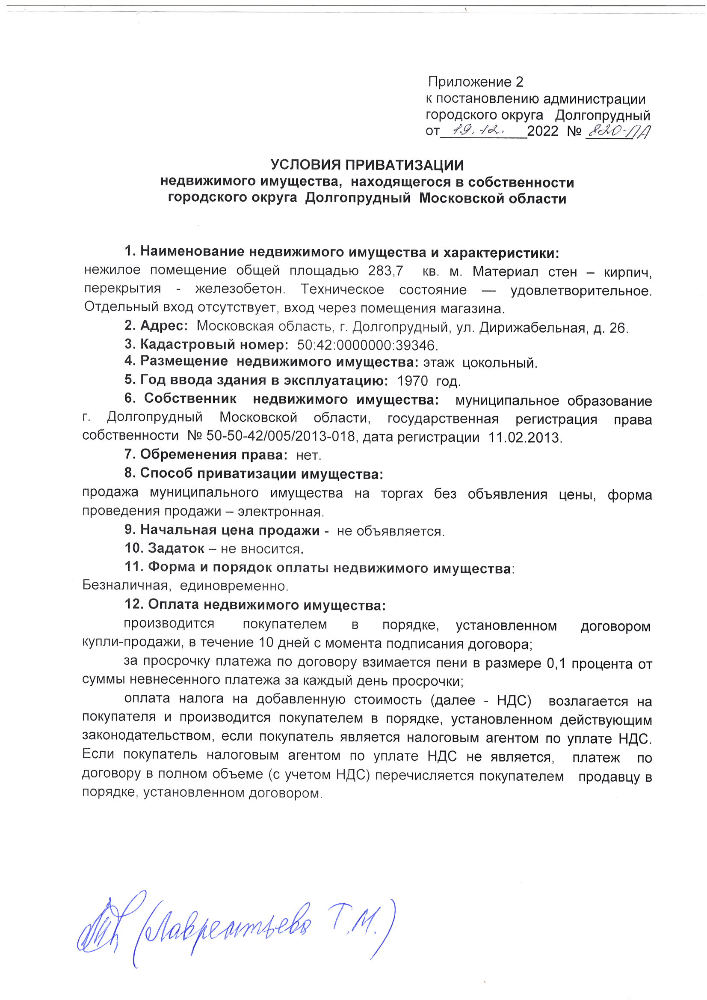 Приложение 2
к постановлению администрации
городского округа Долгопрудный
от 19.12. 2022 № 820-ПА
УСЛОВИЯ ПРИВАТИЗАЦИИ
недвижимого имущества, находящегося в собственности
городского округа Долгопрудный Московской области
1. Наименование недвижимого имущества и характеристики:
нежилое помещение общей площадью 283,7 кв. м. Материал стен – кирпич,
перекрытия - железобетон. Техническое состояние — удовлетворительное.
Отдельный вход отсутствует, вход через помещения магазина.
2. Адрес: Московская область, г. Долгопрудный, ул. Дирижабельная, д. 26.
3. Кадастровый номер: 50:42:0000000:39346.
4. Размещение недвижимого имущества: этаж цокольный.
5. Год ввода здания в эксплуатацию: 1970 год.
6. Собственник недвижимого имущества: муниципальное образование
г. Долгопрудный Московской области, государственная регистрация права
собственности № 50-50-42/005/2013-018, дата регистрации 11.02.2013.
7. Обременения права: нет.
8. Способ приватизации имущества:
продажа муниципального имущества на торгах без объявления цены, форма
проведения продажи – электронная.
9. Начальная цена продажи - не объявляется.
10. Задаток – не вносится.
11. Форма и порядок оплаты недвижимого имущества:
Безналичная, единовременно.
12. Оплата недвижимого имущества:
производится покупателем в порядке, установленном договором
купли-продажи, в течение 10 дней с момента подписания договора;
за просрочку платежа по договору взимается пени в размере 0,1 процента от
суммы невнесенного платежа за каждый день просрочки;
оплата налога на добавленную стоимость (далее - НДС) возлагается на
покупателя и производится покупателем в порядке, установленном действующим
законодательством, если покупатель является налоговым агентом по уплате НДС.
Если покупатель налоговым агентом по уплате НДС не является, платеж по
договору в полном объеме (с учетом НДС) перечисляется покупателем продавцу в
порядке, установленном договором.
(Лаврентьева Т.М.)